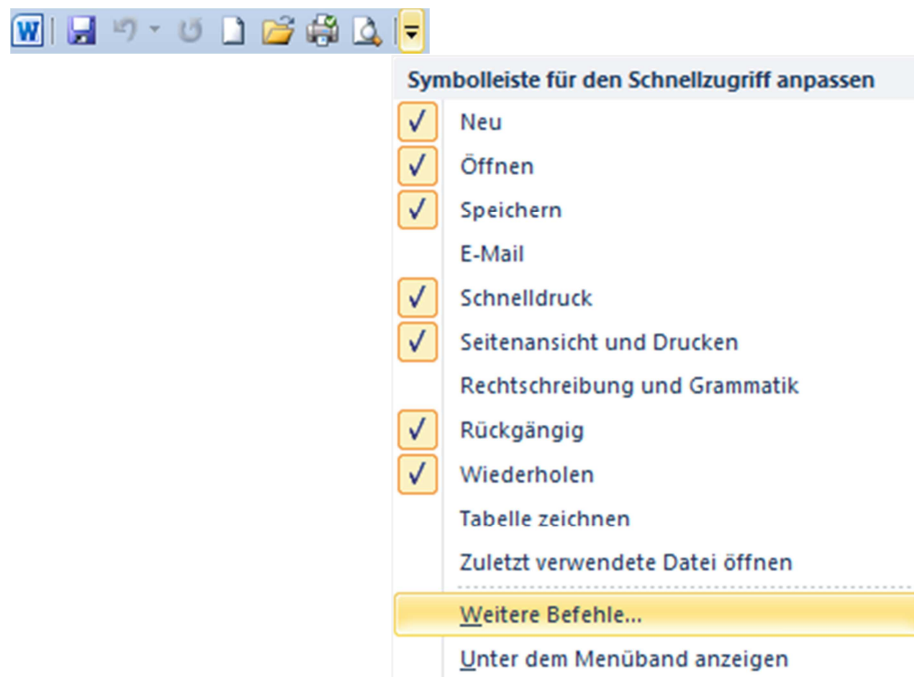 W
Symbolleiste für den Schnellzugriff anpassen
Neu
Öffnen
Speichern
E-Mail
Schnelldruck
Seitenansicht und Drucken
Rechtschreibung und Grammatik
Rückgängig
Wiederholen
Tabelle zeichnen
Zuletzt verwendete Datei öffnen
Weitere Befehle...
Unter dem Menüband anzeigen